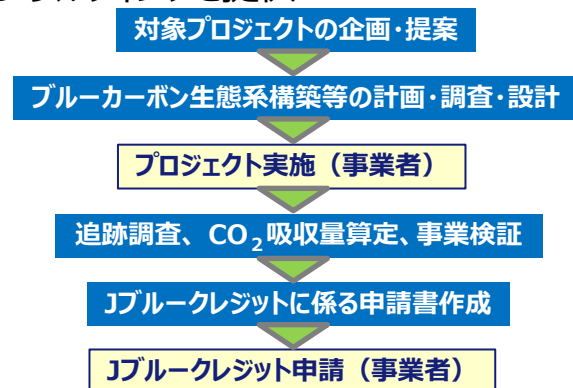 対象プロジェクトの企画・提案
ブルーカーボン生態系構築等の計画・調査・設計
プロジェクト実施（事業者）
追跡調査、CO₂吸収量算定、事業検証
Jブルークレジットに係る申請書作成
Jブルークレジット申請（事業者）